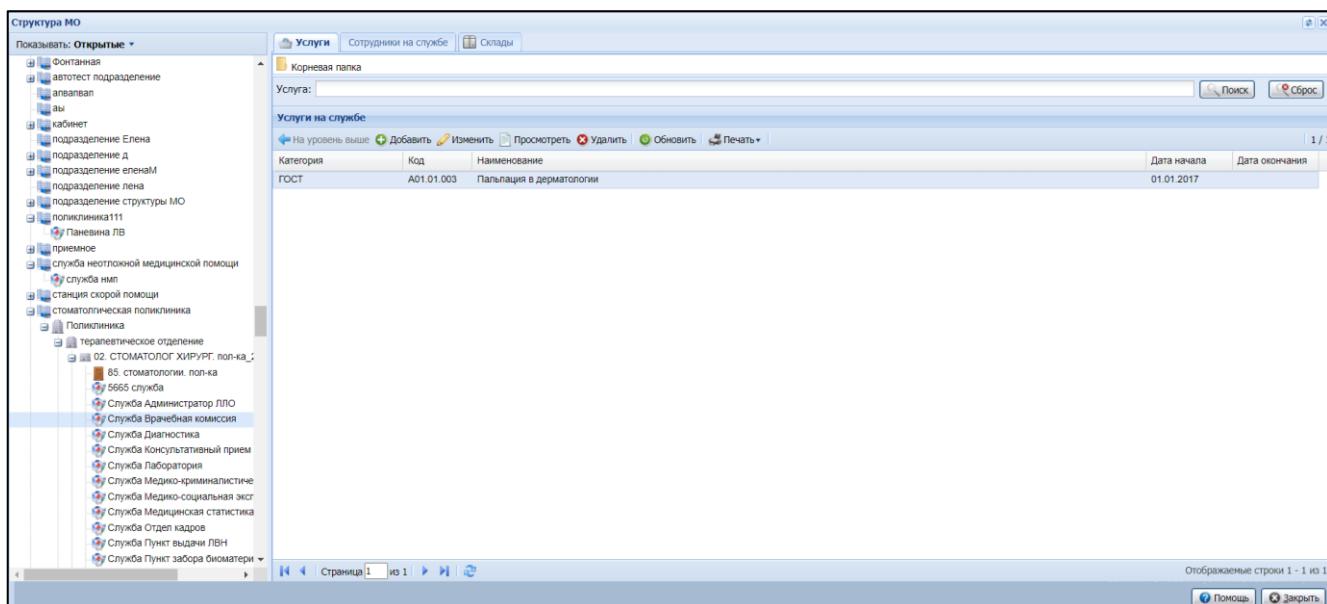 Структура МО
Показывать: Открытые
Фонтанная
автотест подразделение
апвапвап
аы
кабинет
подразделение Елена
подразделение д
подразделение еленаМ
подразделение лена
подразделение структуры МО
поликлиника111
Паневина ЛВ
приемное
служба неотложной медицинской помощи
служба нмп
станция скорой помощи
стоматолгическая поликлиника
Поликлиника
терапевтическое отделение
02. СТОМАТОЛОГ ХИРУРГ. пол-ка_2
85. стоматологии. пол-ка
5665 служба
Служба Администратор ЛЛО
Служба Врачебная комиссия
Служба Диагностика
Служба Консультативный прием
Служба Лаборатория
Служба Медико-криминалистиче
Служба Медико-социальная эксг
Служба Медицинская статистика
Служба Отдел кадров
Служба Пункт выдачи ЛВН
Служба Пункт забора биоматери
Услуги Сотрудники на службе Склады
Корневая папка
Услуга: Поиск Сброс
Услуги на службе
На уровень выше Добавить Изменить Просмотреть Удалить Обновить Печать 1 /
Категория Код Наименование Дата начала Дата окончания
ГОСТ A01.01.003 Пальпация в дерматологии 01.01.2017
Страница 1 из 1 Отображаемые строки 1 - 1 из 1
Помощь Закрыть